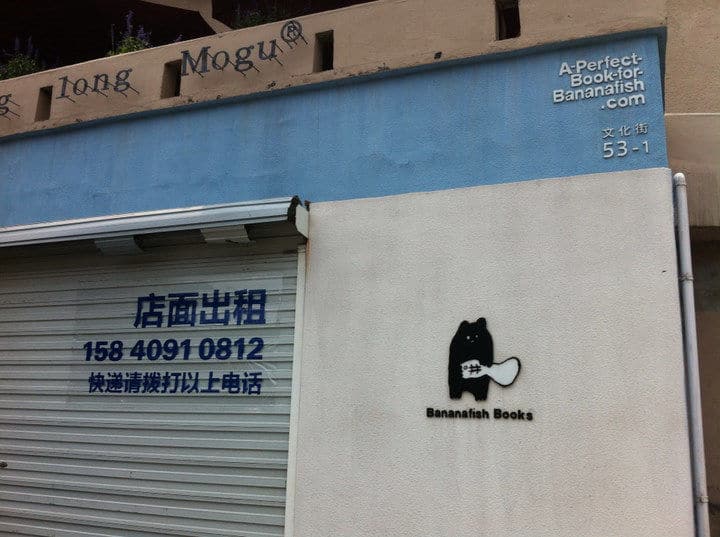 g long Mogu®
A-Perfect-
Book-for-
Bananafish
.com
文化街
53-1
店面出租
158 4091 0812
快递请拨打以上电话
Bananafish Books